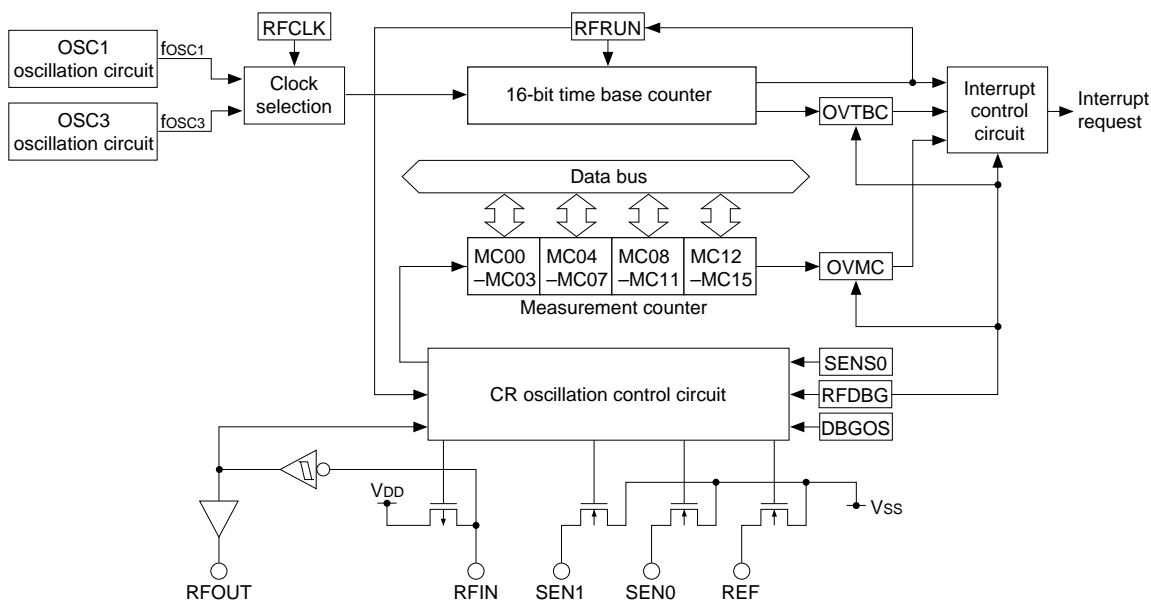 RFCLK
RFRUN
OSC1
oscillation circuit
fOSC1
OSC3
oscillation circuit
fOSC3
Clock
selection
16-bit time base counter
OVTBC
Interrupt
control
circuit
Interrupt
request
Data bus
MC00
–MC03
MC04
–MC07
MC08
–MC11
MC12
–MC15
Measurement counter
OVMC
CR oscillation control circuit
SENS0
RFDBG
DBGOS
VDD
VSS
RFOUT
RFIN
SEN1
SEN0
REF